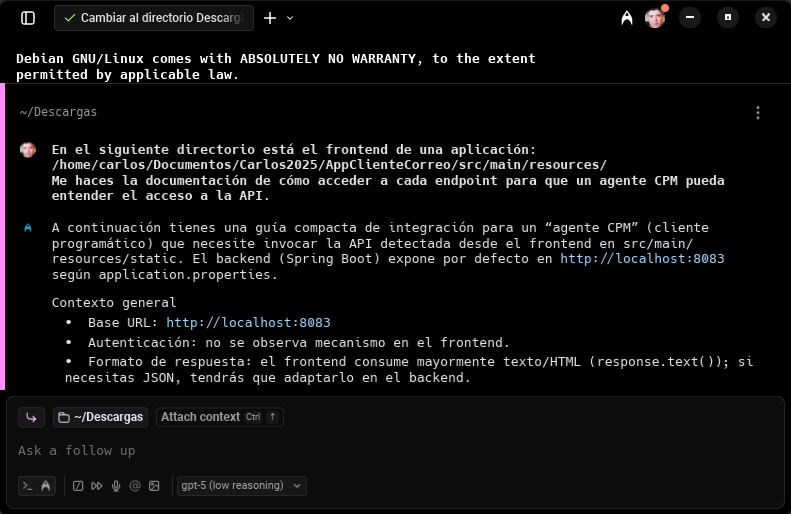 Cambiar al directorio Descarga
Debian GNU/Linux comes with ABSOLUTELY NO WARRANTY, to the extent
permitted by applicable law.
~/Descargas
En el siguiente directorio está el frontend de una aplicación:
/home/carlos/Documentos/Carlos2025/AppClienteCorreo/src/main/resources/
Me haces la documentación de cómo acceder a cada endpoint para que un agente CPM pueda
entender el acceso a la API.
A continuación tienes una guía compacta de integración para un “agente CPM” (cliente
programático) que necesite invocar la API detectada desde el frontend en src/main/
resources/static. El backend (Spring Boot) expone por defecto en http://localhost:8083
según application.properties.
Contexto general
• Base URL: http://localhost:8083
• Autenticación: no se observa mecanismo en el frontend.
• Formato de respuesta: el frontend consume mayormente texto/HTML (response.text()); si
necesitas JSON, tendrás que adaptarlo en el backend.
~/Descargas Attach context Ctrl ↑
Ask a follow up
gpt-5 (low reasoning)